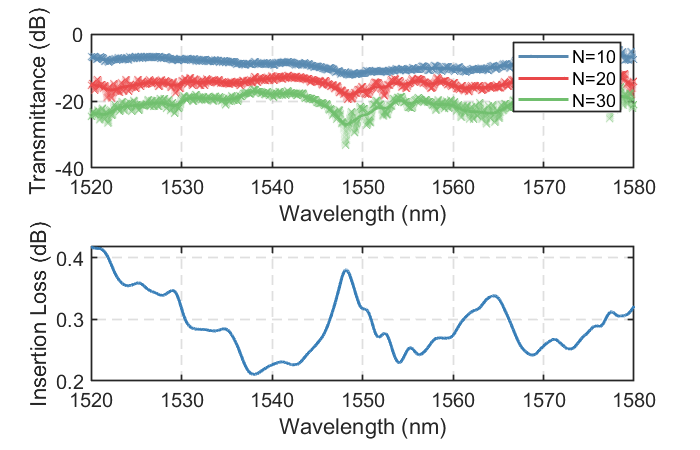 Transmittance (dB)
0
-20
-40
N=10
N=20
N=30
1520 1530 1540 1550 1560 1570 1580
Wavelength (nm)
Insertion Loss (dB)
0.4
0.3
0.2
1520 1530 1540 1550 1560 1570 1580
Wavelength (nm)